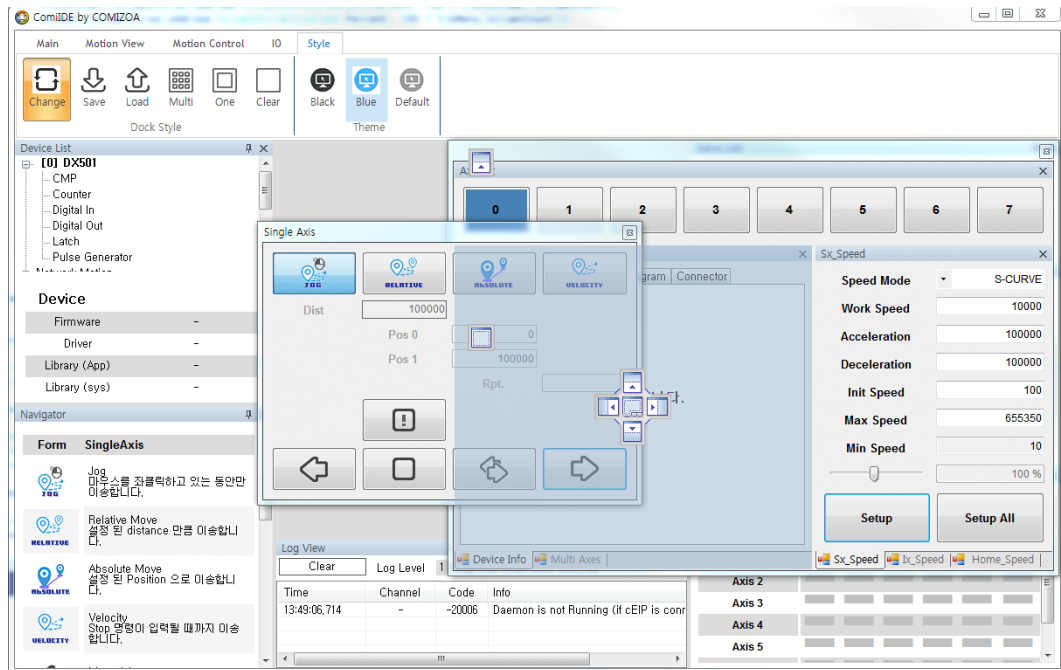 ComiIDE by COMIZOA
Main Motion View Motion Control IO Style
Change Save Load Multi One Clear Black Blue Default
Dock Style Theme
Device List
[0] DX501
CMP
Counter
Digital In
Digital Out
Latch
Pulse Generator
Device
Firmware -
Driver -
Library (App) -
Library (sys) -
Navigator
Form SingleAxis
JOG
Jog
마우스를 좌클릭하고 있는 동안만
이송합니다.
RELATIVE
Relative Move
설정 된 distance 만큼 이송합니
다.
ABSOLUTE
Absolute Move
설정 된 Position 으로 이송합니
다.
VELOCITY
Velocity
Stop 명령이 입력될 때까지 이송
합니다.
0 1 2 3 4 5 6 7
Single Axis
JOG RELATIVE ABSOLUTE VELOCITY
Dist 100000
Pos 0 0
Pos 1 100000
Rpt.
Connector
Device Info Multi Axes
Sx_Speed
Speed Mode S-CURVE
Work Speed 10000
Acceleration 100000
Deceleration 100000
Init Speed 100
Max Speed 655350
Min Speed 10
100 %
Setup Setup All
Sx_Speed Ix_Speed Home_Speed
Log View
Clear Log Level 1
Time Channel Code Info
13:49:06,714 - -20006 Daemon is not Running (if cEIP is conr
Axis 2
Axis 3
Axis 4
Axis 5